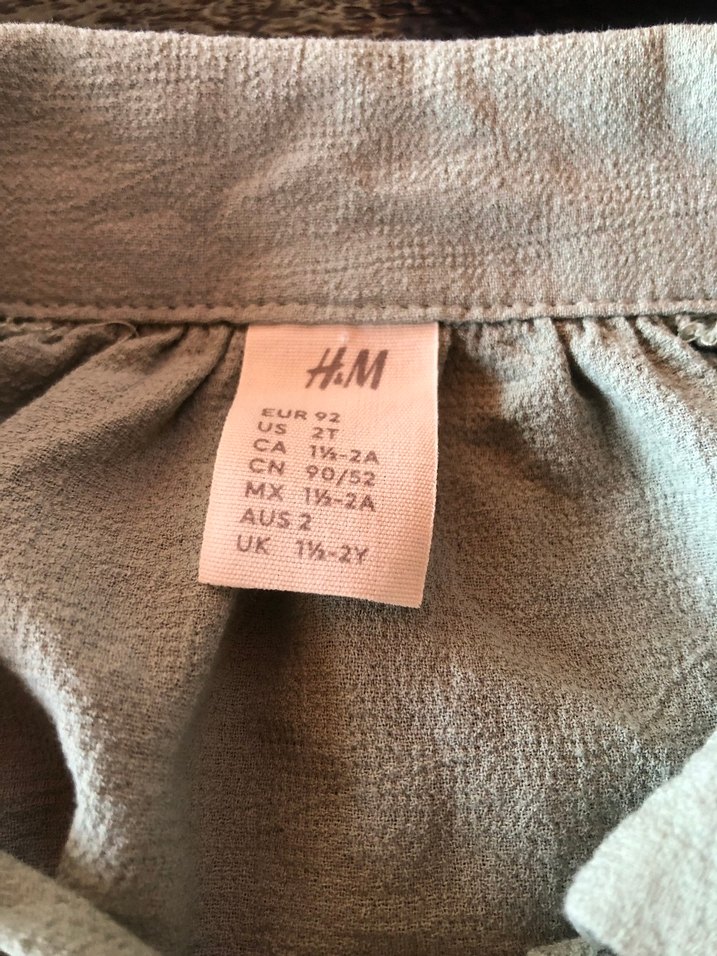 H&M
EUR 92
US 2T
CA 1½-2A
CN 90/52
MX 1½-2A
AUS 2
UK 1½-2Y